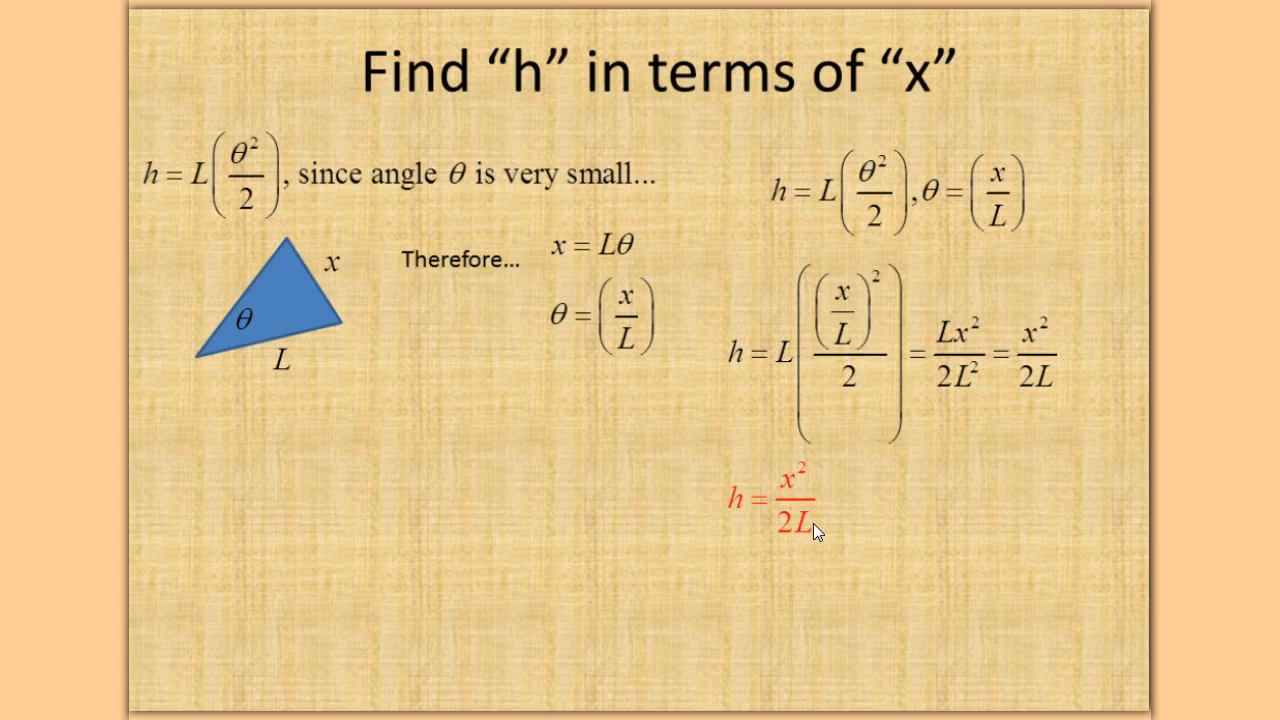 Find “h” in terms of “x”
h = L(θ²/2), since angle θ is very small...
x
θ
L
Therefore...
x = Lθ
θ = (x/L)
h = L(θ²/2), θ = (x/L)
h = L((x/L)²/2) = Lx²/2L² = x²/2L
h = x²/2L